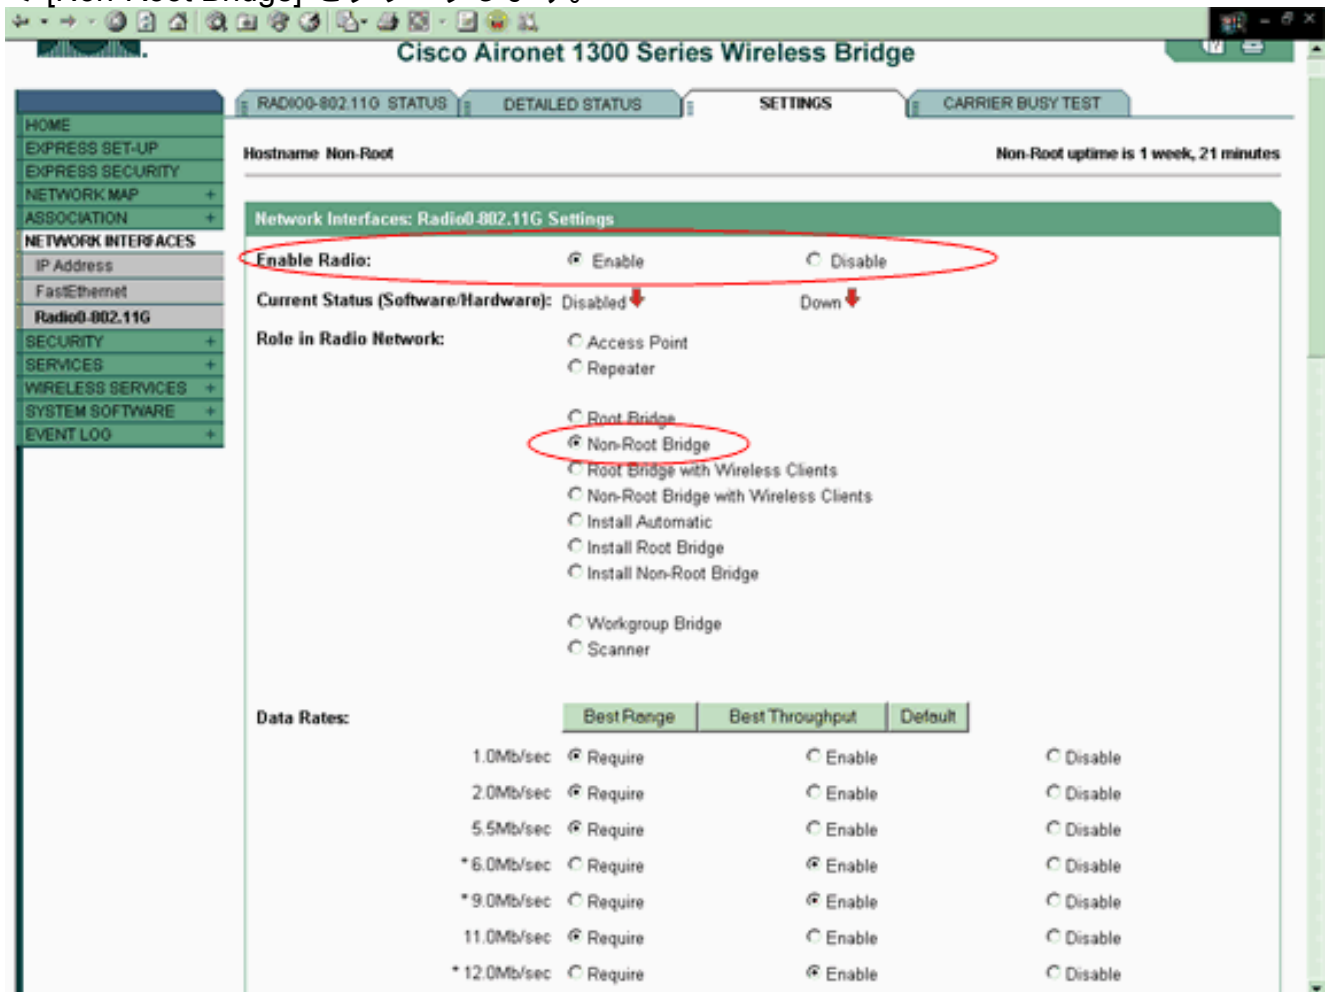 [Non-Root Bridge]
Cisco Aironet 1300 Series Wireless Bridge
RADIO0-802.11G STATUS DETAILED STATUS SETTINGS CARRIER BUSY TEST
HOME
EXPRESS SET-UP
EXPRESS SECURITY
NETWORK MAP +
ASSOCIATION +
NETWORK INTERFACES
IP Address
FastEthernet
Radio0-802.11G
SECURITY +
SERVICES +
WIRELESS SERVICES +
SYSTEM SOFTWARE +
EVENT LOG +
Hostname Non-Root Non-Root uptime is 1 week, 21 minutes
Network Interfaces: Radio0-802.11G Settings
Enable Radio: Enable Disable
Current Status (Software/Hardware): Disabled Down
Role in Radio Network: Access Point
Repeater
Root Bridge
Non-Root Bridge
Root Bridge with Wireless Clients
Non-Root Bridge with Wireless Clients
Install Automatic
Install Root Bridge
Install Non-Root Bridge
Workgroup Bridge
Scanner
Data Rates: Best Range Best Throughput Default
1.0Mb/sec Require Enable Disable
2.0Mb/sec Require Enable Disable
5.5Mb/sec Require Enable Disable
* 6.0Mb/sec Require Enable Disable
* 9.0Mb/sec Require Enable Disable
11.0Mb/sec Require Enable Disable
* 12.0Mb/sec Require Enable Disable